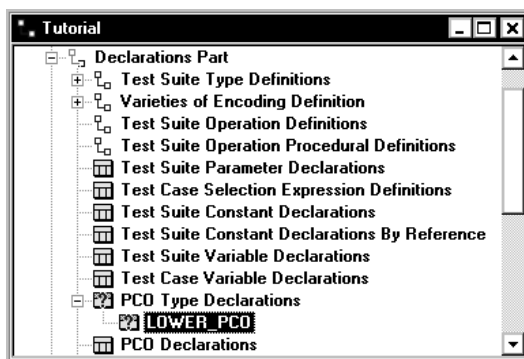 Tutorial
Declarations Part
Test Suite Type Definitions
Varieties of Encoding Definition
Test Suite Operation Definitions
Test Suite Operation Procedural Definitions
Test Suite Parameter Declarations
Test Case Selection Expression Definitions
Test Suite Constant Declarations
Test Suite Constant Declarations By Reference
Test Suite Variable Declarations
Test Case Variable Declarations
PCO Type Declarations
LOWER_PCO
PCO Declarations